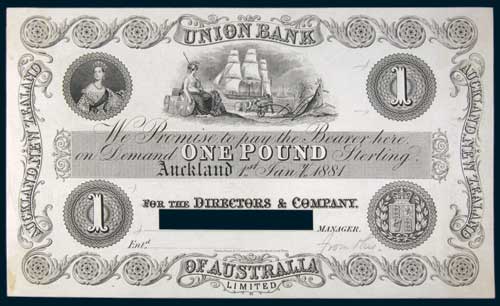 UNION BANK
AUCKLAND, NEW ZEALAND
AUCKLAND, NEW ZEALAND
1
We Promise to pay the Bearer here
on Demand ONE POUND Sterling.
Auckland 1st Jany 1881
FOR THE DIRECTORS & COMPANY.
1
MANAGER.
Entd
OF AUSTRALIA
LIMITED